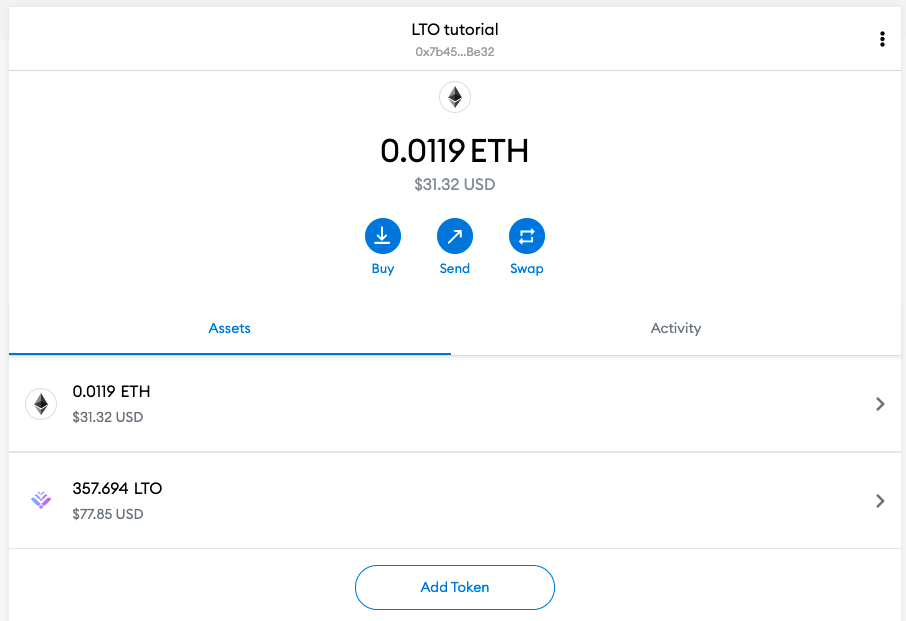 LTO tutorial
0x7b45...Be32
0.0119 ETH
$31.32 USD
Buy Send Swap
Assets Activity
0.0119 ETH
$31.32 USD
357.694 LTO
$77.85 USD
Add Token